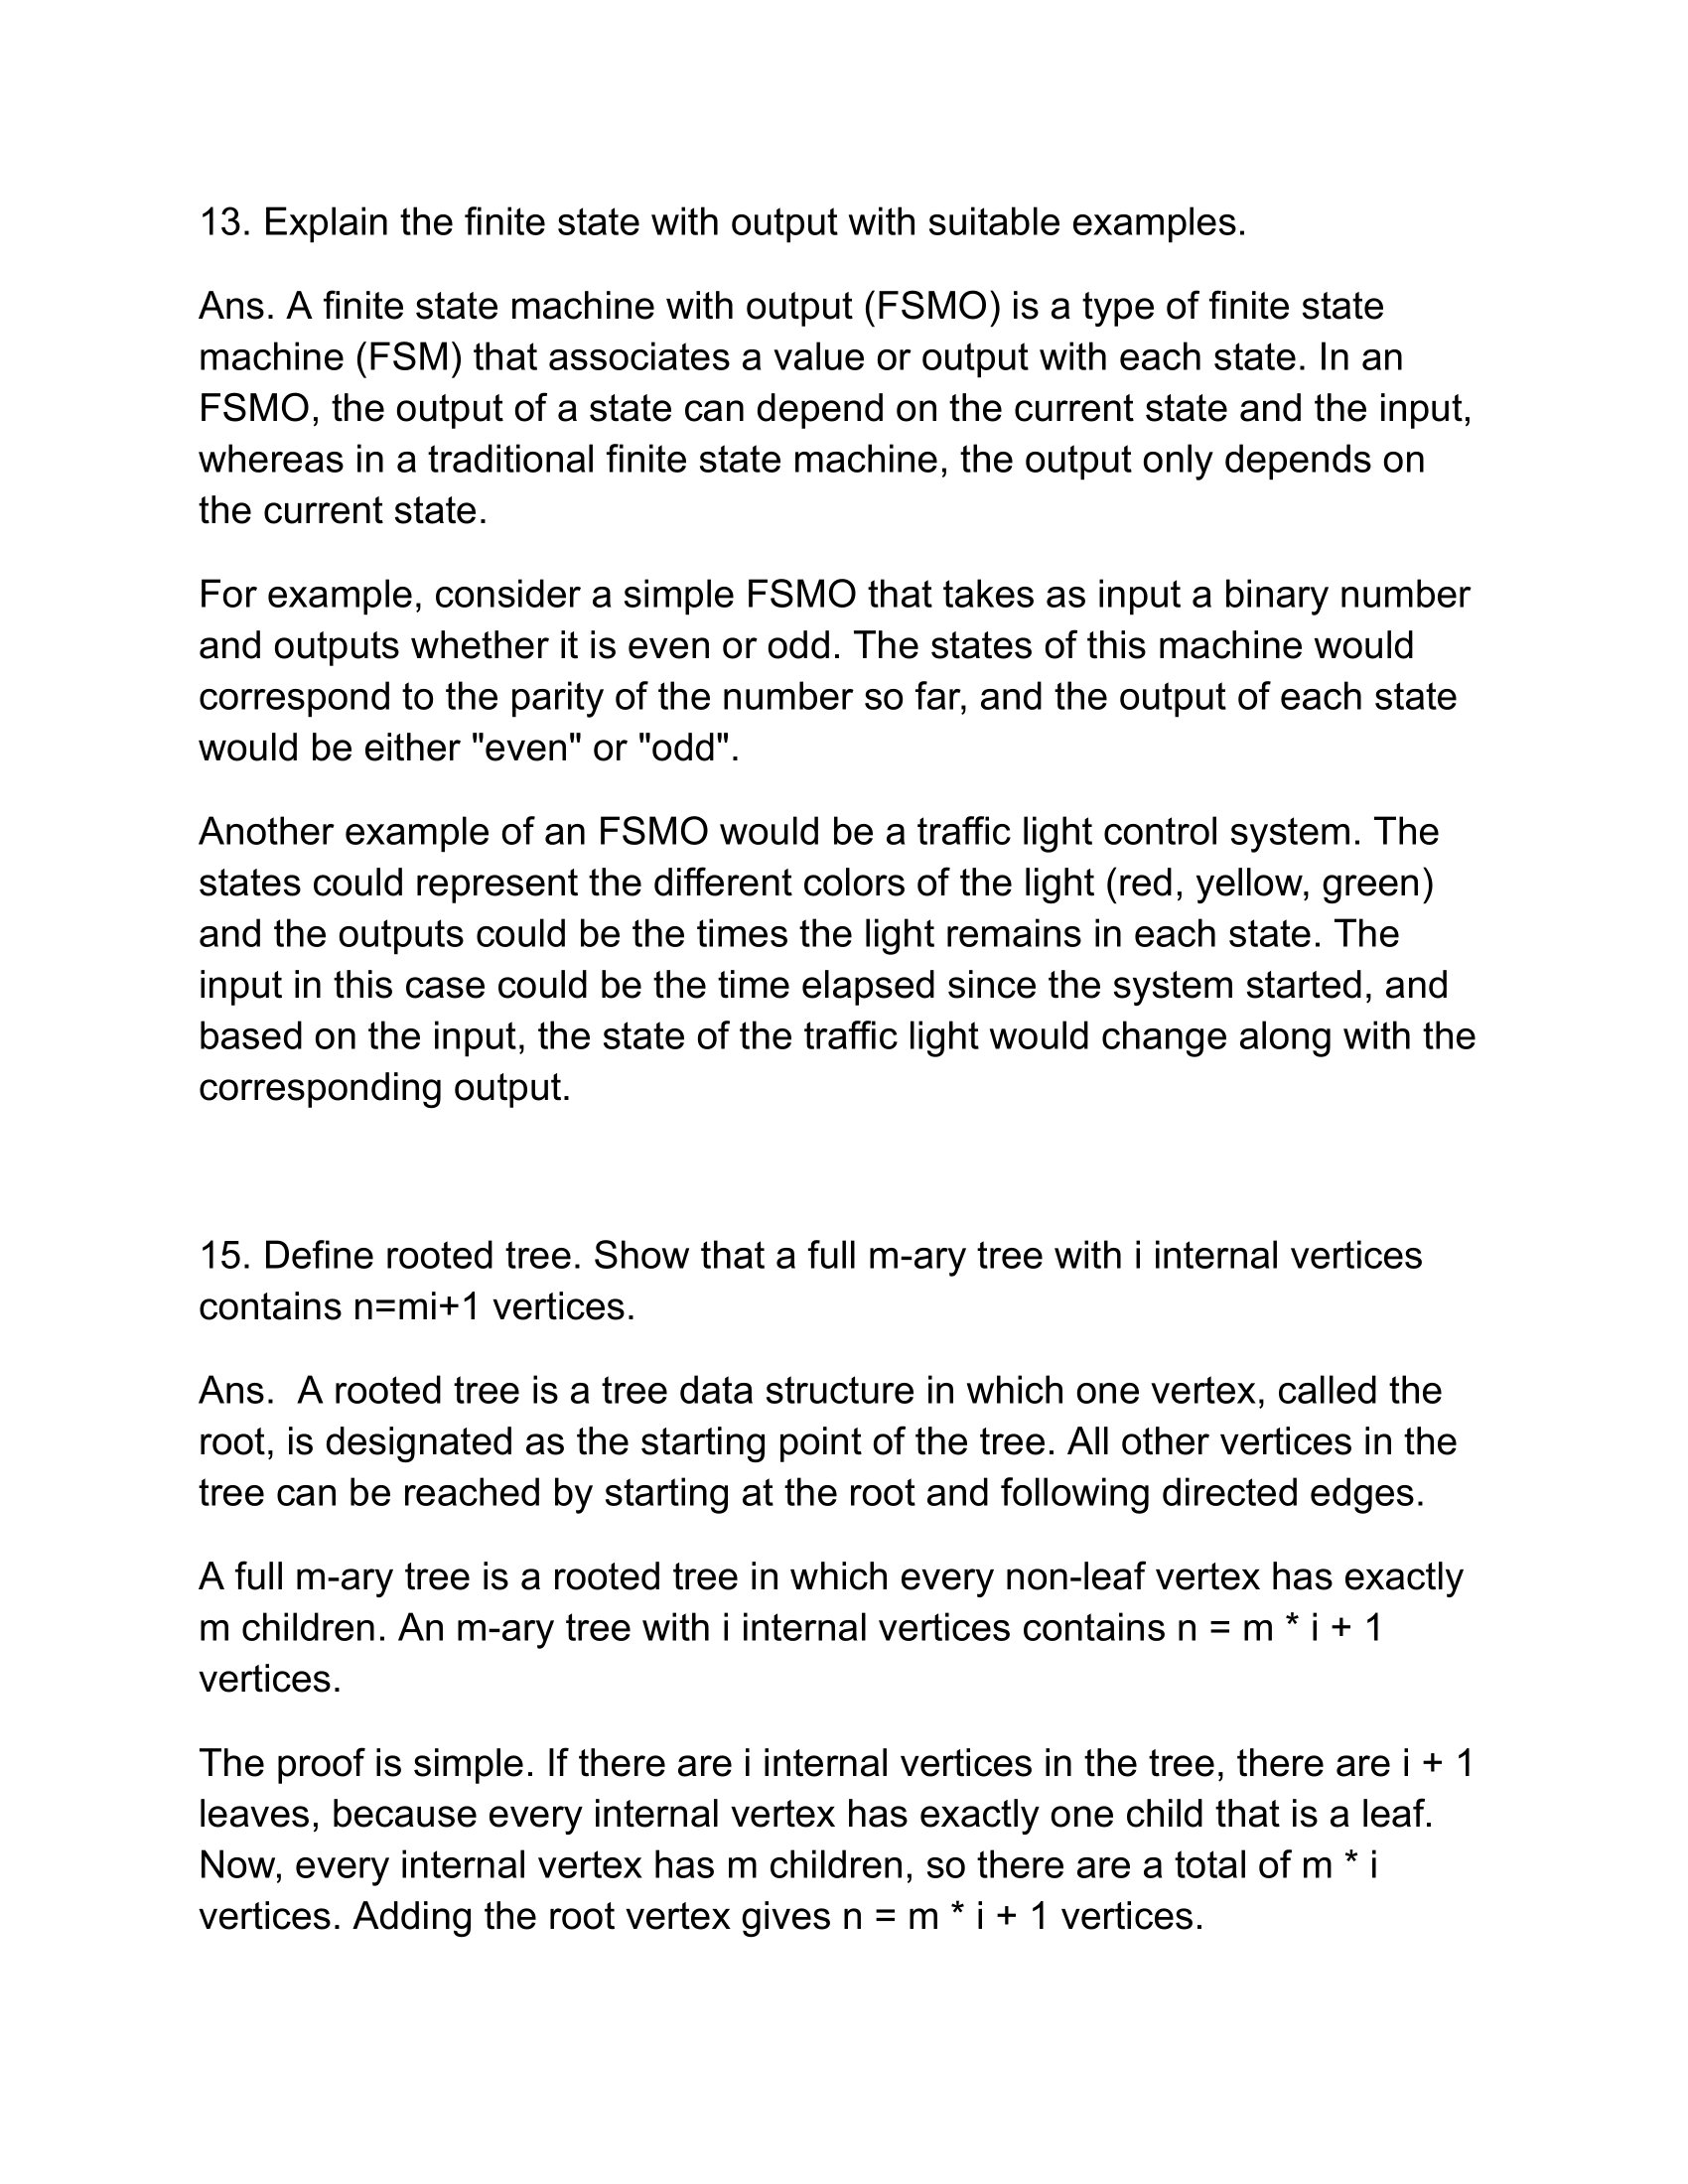 13. Explain the finite state with output with suitable examples.
Ans. A finite state machine with output (FSMO) is a type of finite state
machine (FSM) that associates a value or output with each state. In an
FSMO, the output of a state can depend on the current state and the input,
whereas in a traditional finite state machine, the output only depends on
the current state.
For example, consider a simple FSMO that takes as input a binary number
and outputs whether it is even or odd. The states of this machine would
correspond to the parity of the number so far, and the output of each state
would be either "even" or "odd".
Another example of an FSMO would be a traffic light control system. The
states could represent the different colors of the light (red, yellow, green)
and the outputs could be the times the light remains in each state. The
input in this case could be the time elapsed since the system started, and
based on the input, the state of the traffic light would change along with the
corresponding output.
15. Define rooted tree. Show that a full m-ary tree with i internal vertices
contains n=mi+1 vertices.
Ans.  A rooted tree is a tree data structure in which one vertex, called the
root, is designated as the starting point of the tree. All other vertices in the
tree can be reached by starting at the root and following directed edges.
A full m-ary tree is a rooted tree in which every non-leaf vertex has exactly
m children. An m-ary tree with i internal vertices contains n = m * i + 1
vertices.
The proof is simple. If there are i internal vertices in the tree, there are i + 1
leaves, because every internal vertex has exactly one child that is a leaf.
Now, every internal vertex has m children, so there are a total of m * i
vertices. Adding the root vertex gives n = m * i + 1 vertices.